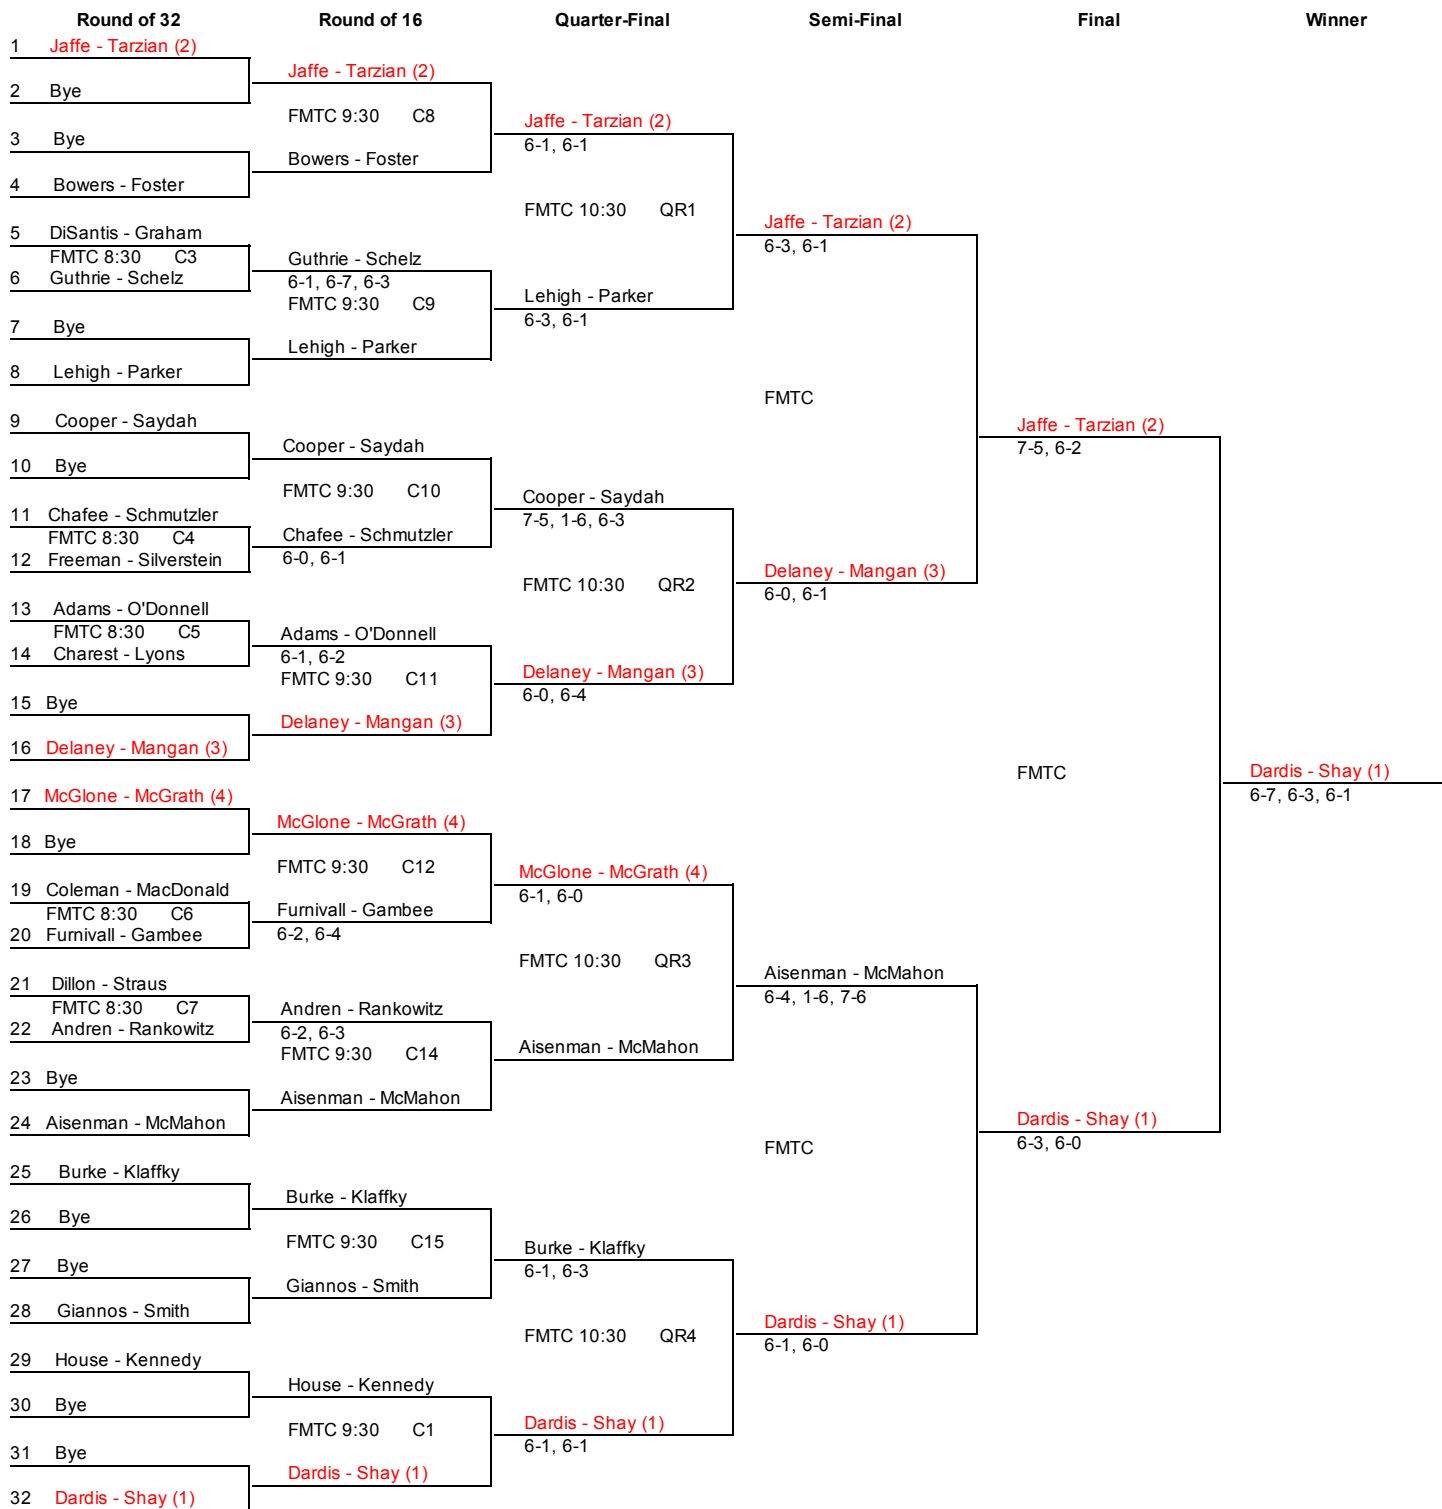 Round of 32 Round of 16 Quarter-Final Semi-Final Final Winner
1 Jaffe - Tarzian (2)
2 Bye
3 Bye
4 Bowers - Foster
5 DiSantis - Graham
FMTC 8:30 C3
6 Guthrie - Schelz
7 Bye
8 Lehigh - Parker
9 Cooper - Saydah
10 Bye
11 Chafee - Schmutzler
FMTC 8:30 C4
12 Freeman - Silverstein
13 Adams - O'Donnell
FMTC 8:30 C5
14 Charest - Lyons
15 Bye
16 Delaney - Mangan (3)
17 McGlone - McGrath (4)
18 Bye
19 Coleman - MacDonald
FMTC 8:30 C6
20 Furnivall - Gambee
21 Dillon - Straus
FMTC 8:30 C7
22 Andren - Rankowitz
23 Bye
24 Aisenman - McMahon
25 Burke - Klaffky
26 Bye
27 Bye
28 Giannos - Smith
29 House - Kennedy
30 Bye
31 Bye
32 Dardis - Shay (1)
Jaffe - Tarzian (2)
FMTC 9:30 C8
Bowers - Foster
Guthrie - Schelz
6-1, 6-7, 6-3
FMTC 9:30 C9
Lehigh - Parker
Cooper - Saydah
FMTC 9:30 C10
Chafee - Schmutzler
6-0, 6-1
Adams - O'Donnell
6-1, 6-2
FMTC 9:30 C11
Delaney - Mangan (3)
McGlone - McGrath (4)
FMTC 9:30 C12
Furnivall - Gambee
6-2, 6-4
Andren - Rankowitz
6-2, 6-3
FMTC 9:30 C14
Aisenman - McMahon
Burke - Klaffky
FMTC 9:30 C15
Giannos - Smith
House - Kennedy
FMTC 9:30 C1
Dardis - Shay (1)
Jaffe - Tarzian (2)
6-1, 6-1
FMTC 10:30 QR1
Lehigh - Parker
6-3, 6-1
Cooper - Saydah
7-5, 1-6, 6-3
FMTC 10:30 QR2
Delaney - Mangan (3)
6-0, 6-4
McGlone - McGrath (4)
6-1, 6-0
FMTC 10:30 QR3
Aisenman - McMahon
Burke - Klaffky
6-1, 6-3
FMTC 10:30 QR4
Dardis - Shay (1)
6-1, 6-1
Jaffe - Tarzian (2)
6-3, 6-1
FMTC
Delaney - Mangan (3)
6-0, 6-1
Aisenman - McMahon
6-4, 1-6, 7-6
FMTC
Dardis - Shay (1)
6-1, 6-0
Jaffe - Tarzian (2)
7-5, 6-2
FMTC
Dardis - Shay (1)
6-3, 6-0
Dardis - Shay (1)
6-7, 6-3, 6-1